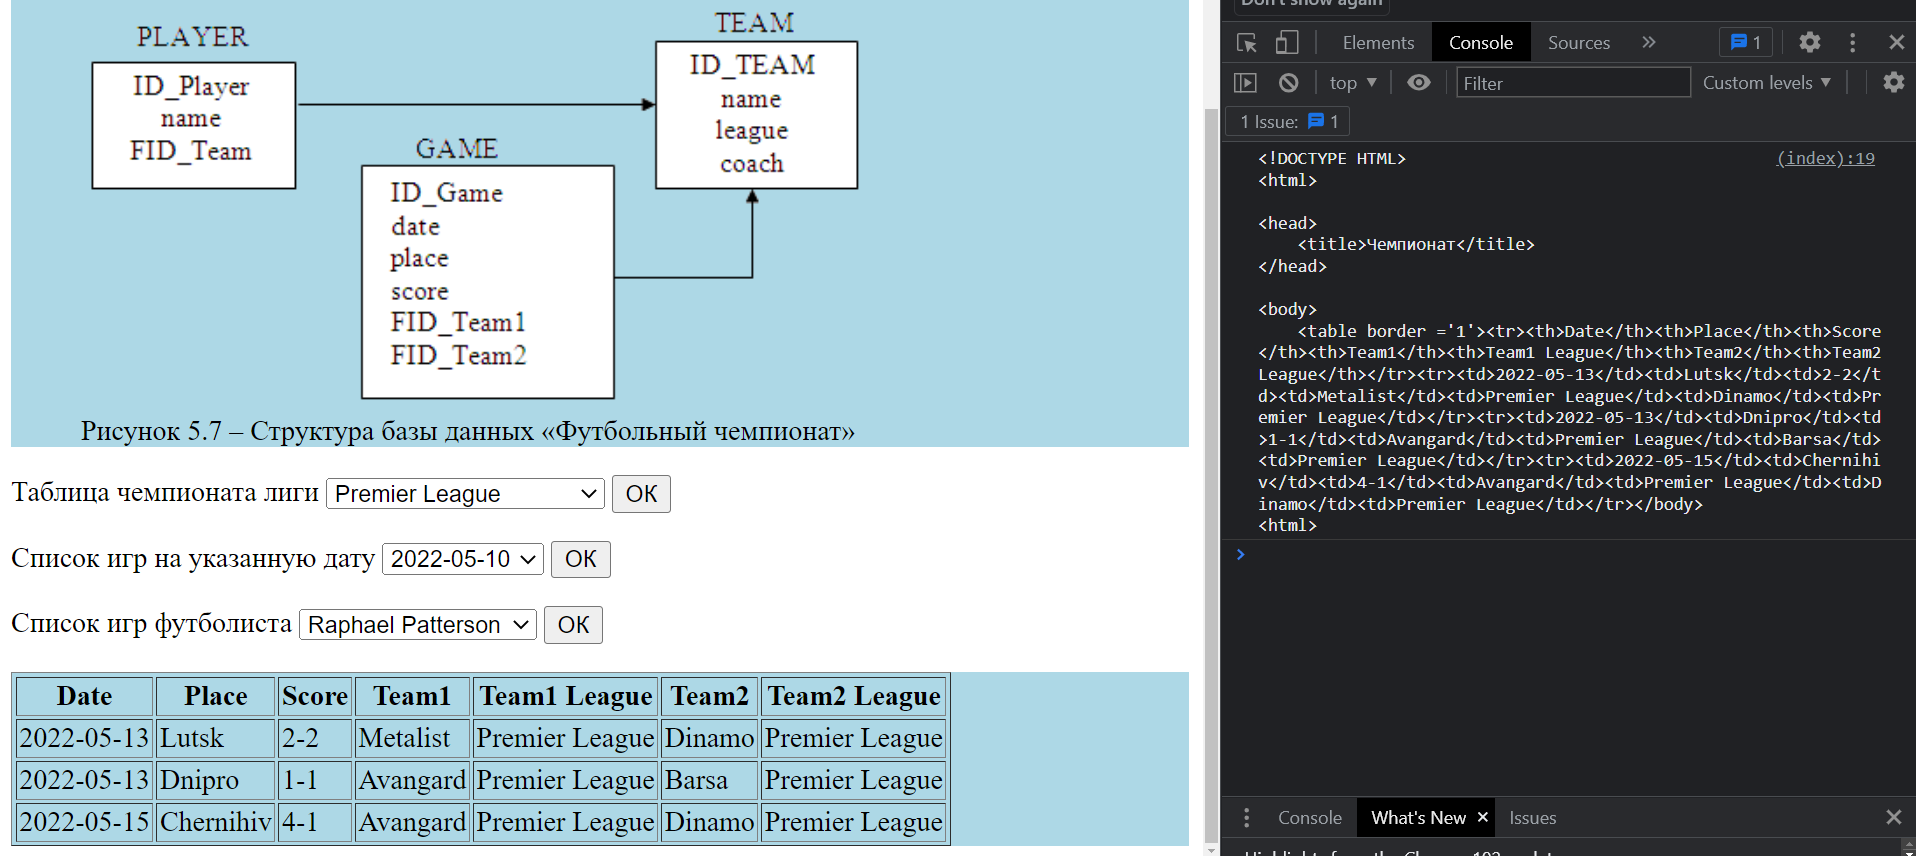 PLAYER
ID_Player
name
FID_Team
TEAM
ID_TEAM
name
league
coach
GAME
ID_Game
date
place
score
FID_Team1
FID_Team2
Рисунок 5.7 – Структура базы данных «Футбольный чемпионат»
Таблица чемпионата лиги Premier League OK
Список игр на указанную дату 2022-05-10 OK
Список игр футболиста Raphael Patterson OK
Date Place Score Team1 Team1 League Team2 Team2 League
2022-05-13 Lutsk 2-2 Metalist Premier League Dinamo Premier League
2022-05-13 Dnipro 1-1 Avangard Premier League Barsa Premier League
2022-05-15 Chernihiv 4-1 Avangard Premier League Dinamo Premier League
Don't show again
Elements Console Sources » 1
top ▼ Filter Custom levels ▼
1 Issue: 1
<!DOCTYPE HTML> (index):19
<html>
<head>
<title>Чемпионат</title>
</head>
<body>
<table border ='1'><tr><th>Date</th><th>Place</th><th>Score
</th><th>Team1</th><th>Team1 League</th><th>Team2</th><th>Team2
League</th></tr><tr><td>2022-05-13</td><td>Lutsk</td><td>2-2</t
d><td>Metalist</td><td>Premier League</td><td>Dinamo</td><td>Pr
emier League</td></tr><tr><td>2022-05-13</td><td>Dnipro</td><td
>1-1</td><td>Avangard</td><td>Premier League</td><td>Barsa</td>
<td>Premier League</td></tr><tr><td>2022-05-15</td><td>Chernihi
v</td><td>4-1</td><td>Avangard</td><td>Premier League</td><td>D
inamo</td><td>Premier League</td></tr></body>
<html>
Console What's New × Issues